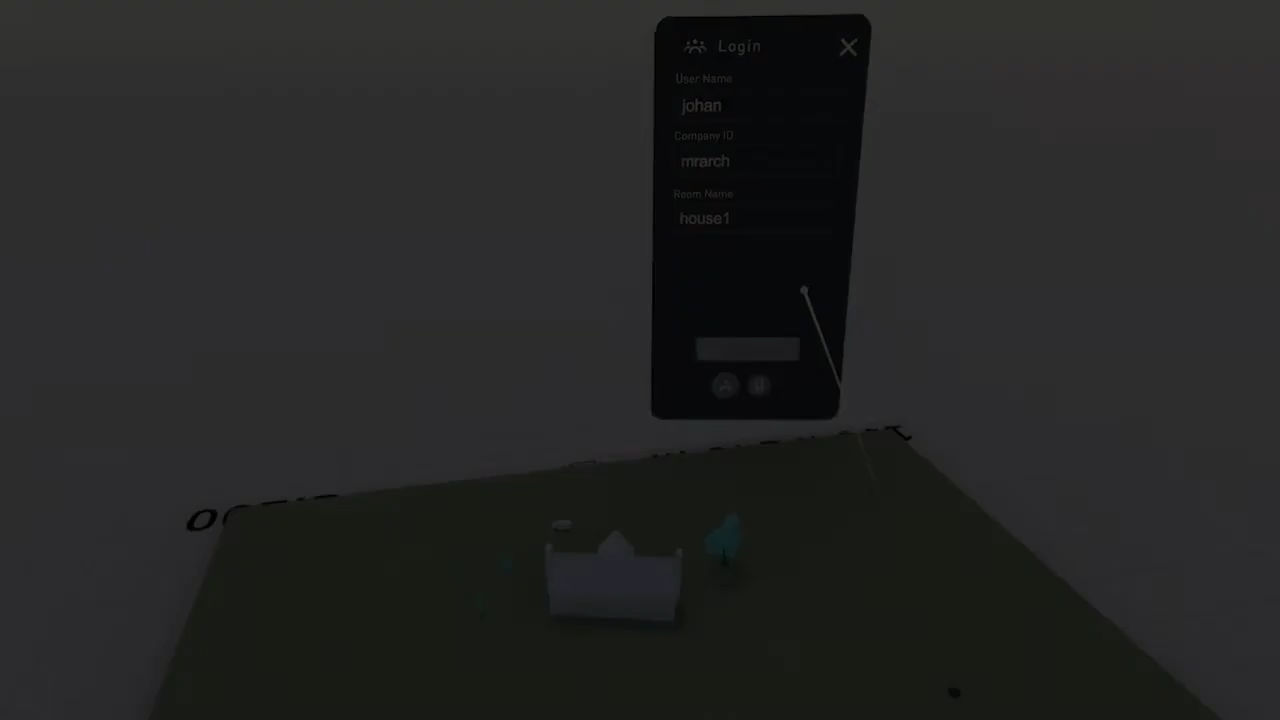 Login
User Name
johan
Company ID
mrarch
Room Name
house1